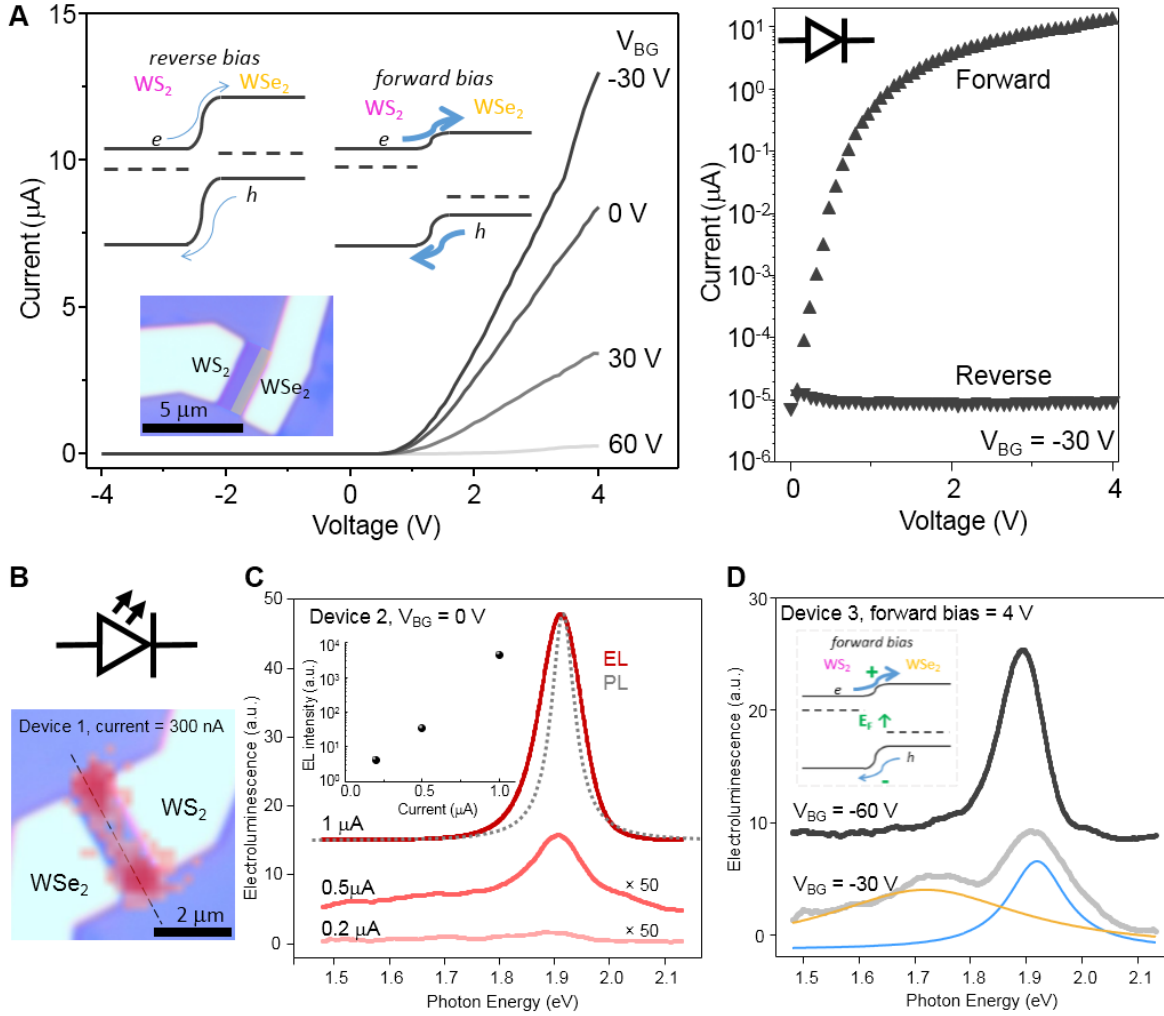 A
15
10
5
0
Current (µA)
-4
-2
0
2
4
Voltage (V)
reverse bias
WS2
WSe2
e
h
forward bias
WS2
WSe2
e
h
VBG
-30 V
0 V
30 V
60 V
WS2
WSe2
5 µm
10^1
10^0
10^-1
10^-2
10^-3
10^-4
10^-5
10^-6
Current (µA)
Forward
Reverse
VBG = -30 V
0
2
4
Voltage (V)
B
Device 1, current = 300 nA
WS2
WSe2
2 µm
C
50
40
30
20
10
0
Electroluminescence (a.u.)
Device 2, VBG = 0 V
EL
PL
10^4
10^3
10^2
10^1
10^0
EL intensity (a.u.)
0.0
0.5
1.0
Current (µA)
1 µA
0.5µA
× 50
0.2 µA
× 50
1.5
1.6
1.7
1.8
1.9
2.0
2.1
Photon Energy (eV)
D
30
20
10
0
Electroluminescence (a.u.)
Device 3, forward bias = 4 V
forward bias
WS2
WSe2
+
e
EF
h
-
VBG = -60 V
VBG = -30 V
1.5
1.6
1.7
1.8
1.9
2.0
2.1
Photon Energy (eV)